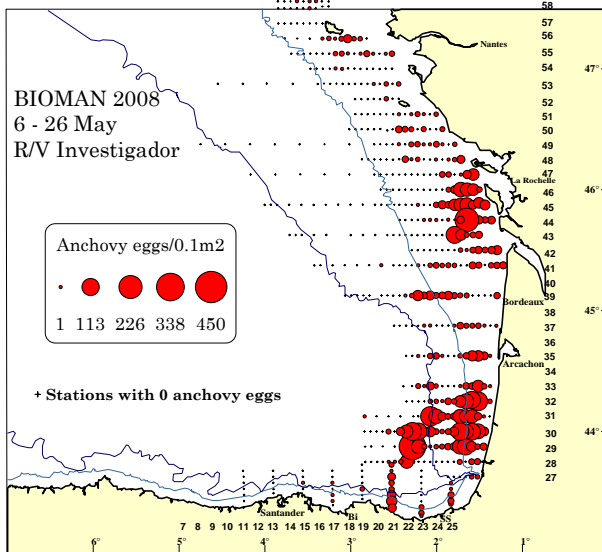 58
57
56
55
54
53
52
51
50
49
48
47
46
45
44
43
42
41
40
39
38
37
36
35
34
33
32
31
30
29
28
27
Nantes
47°
BIOMAN 2008
6 - 26 May
R/V Investigador
La Rochelle
46°
Anchovy eggs/0.1m2
1 113 226 338 450
Bordeaux
45°
Arcachon
+ Stations with 0 anchovy eggs
44°
Santander Bi SS
7 8 9 10 11 12 13 14 15 16 17 18 19 20 21 22 23 24 25
6° 5° 4° 3° 2° 1°